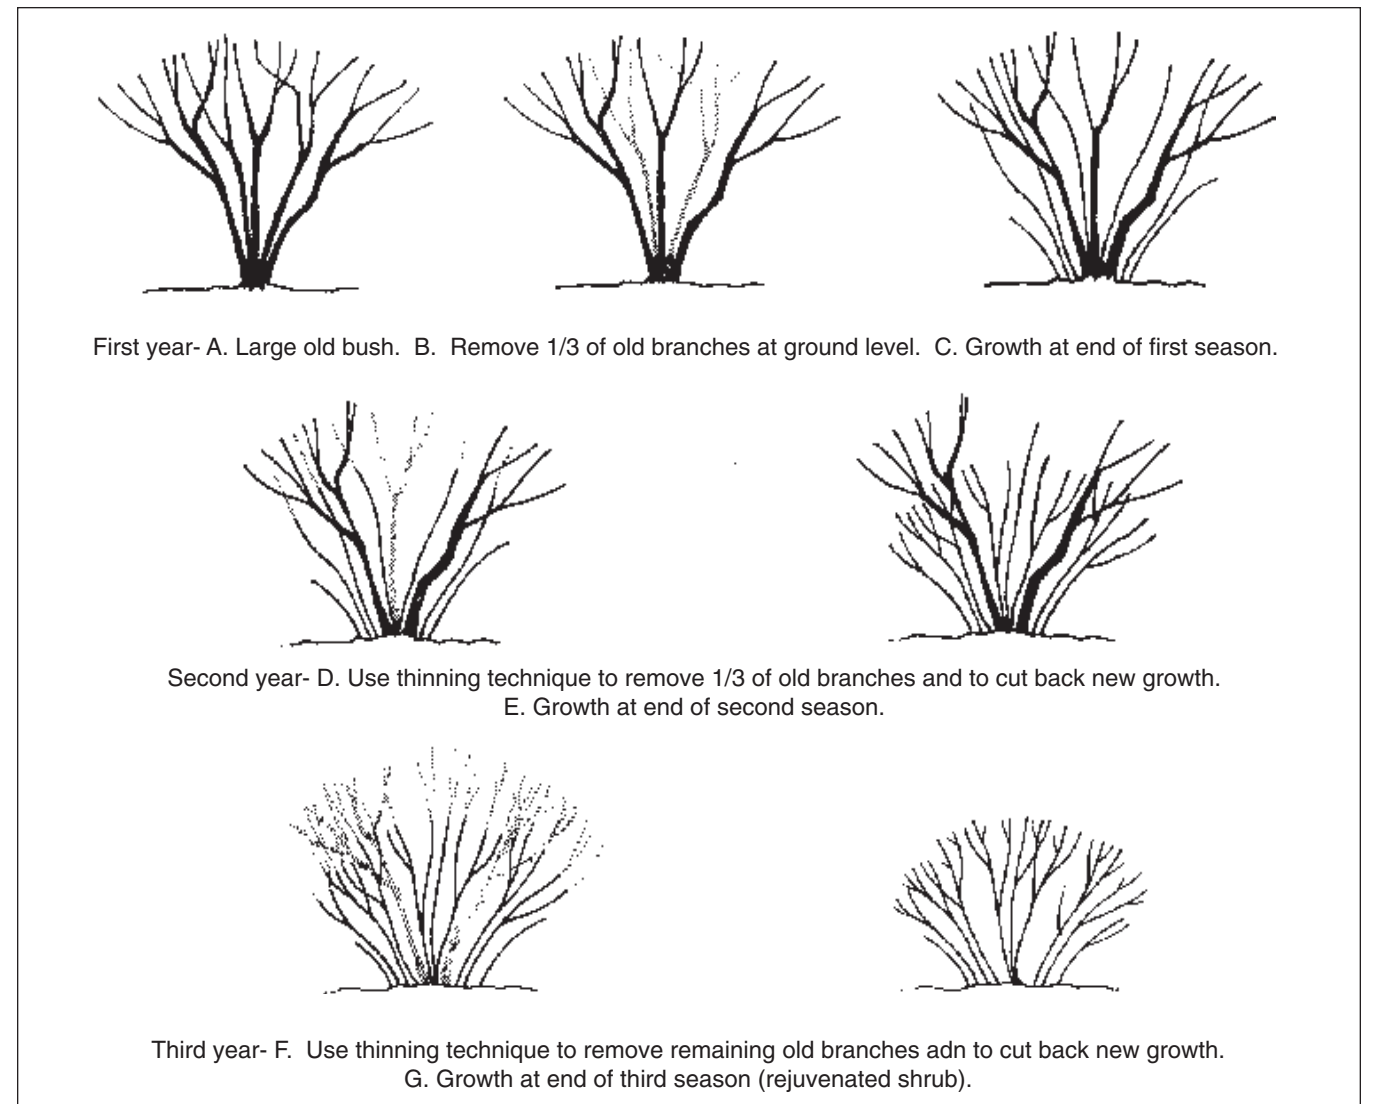 First year- A. Large old bush.  B.  Remove 1/3 of old branches at ground level.  C. Growth at end of first season.
Second year- D. Use thinning technique to remove 1/3 of old branches and to cut back new growth.
E. Growth at end of second season.
Third year- F.  Use thinning technique to remove remaining old branches adn to cut back new growth.
G. Growth at end of third season (rejuvenated shrub).